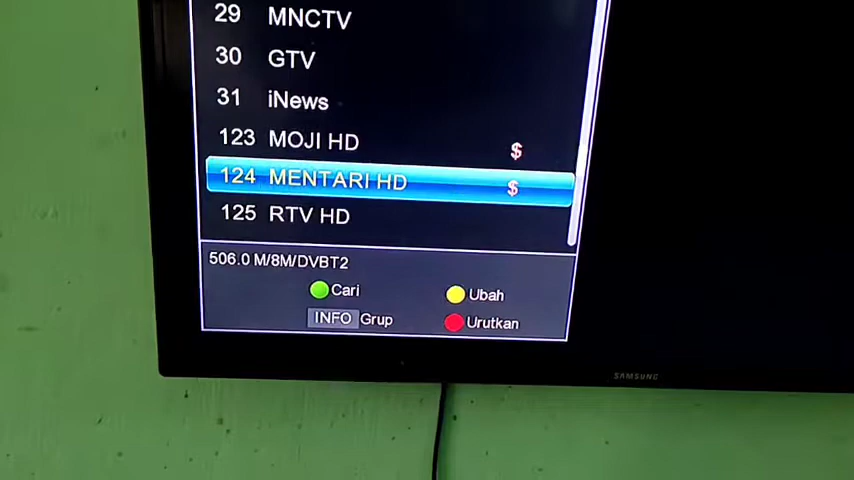 29 MNCTV
30 GTV
31 iNews
123 MOJI HD $
124 MENTARI HD $
125 RTV HD
506.0 M/8M/DVBT2
Cari Ubah
INFO Grup Urutkan
SAMSUNG